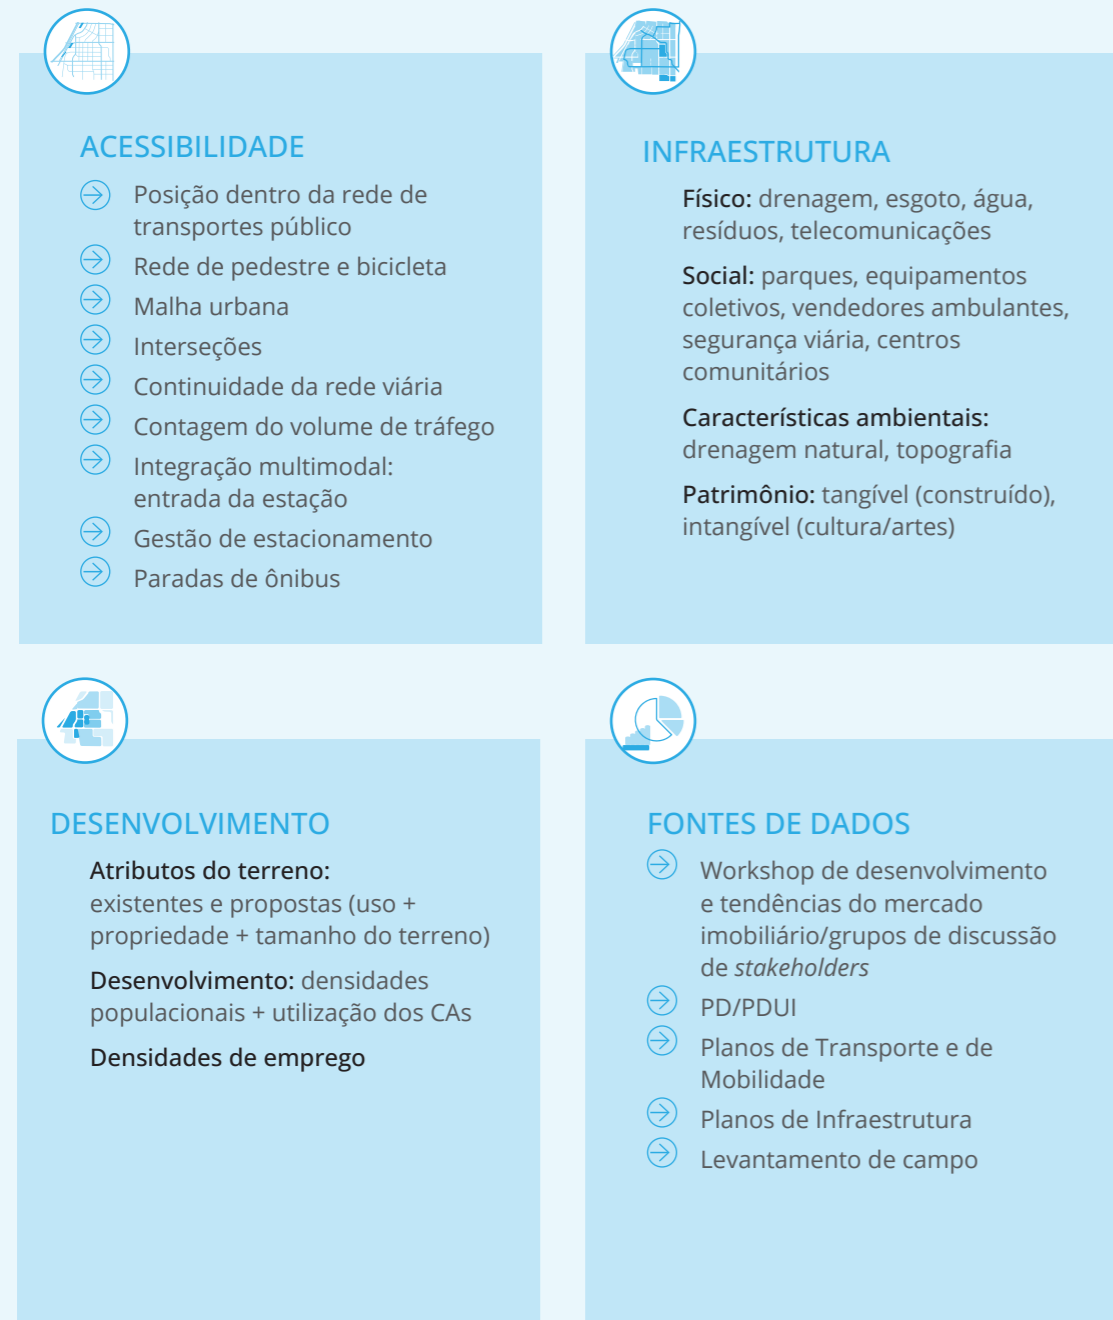 ACESSIBILIDADE
Posição dentro da rede de
transportes público
Rede de pedestre e bicicleta
Malha urbana
Interseções
Continuidade da rede viária
Contagem do volume de tráfego
Integração multimodal:
entrada da estação
Gestão de estacionamento
Paradas de ônibus
INFRAESTRUTURA
Físico: drenagem, esgoto, água,
resíduos, telecomunicações
Social: parques, equipamentos
coletivos, vendedores ambulantes,
segurança viária, centros
comunitários
Características ambientais:
drenagem natural, topografia
Patrimônio: tangível (construído),
intangível (cultura/artes)
DESENVOLVIMENTO
Atributos do terreno:
existentes e propostas (uso +
propriedade + tamanho do terreno)
Desenvolvimento: densidades
populacionais + utilização dos CAs
Densidades de emprego
FONTES DE DADOS
Workshop de desenvolvimento
e tendências do mercado
imobiliário/grupos de discussão
de stakeholders
PD/PDUI
Planos de Transporte e de
Mobilidade
Planos de Infraestrutura
Levantamento de campo